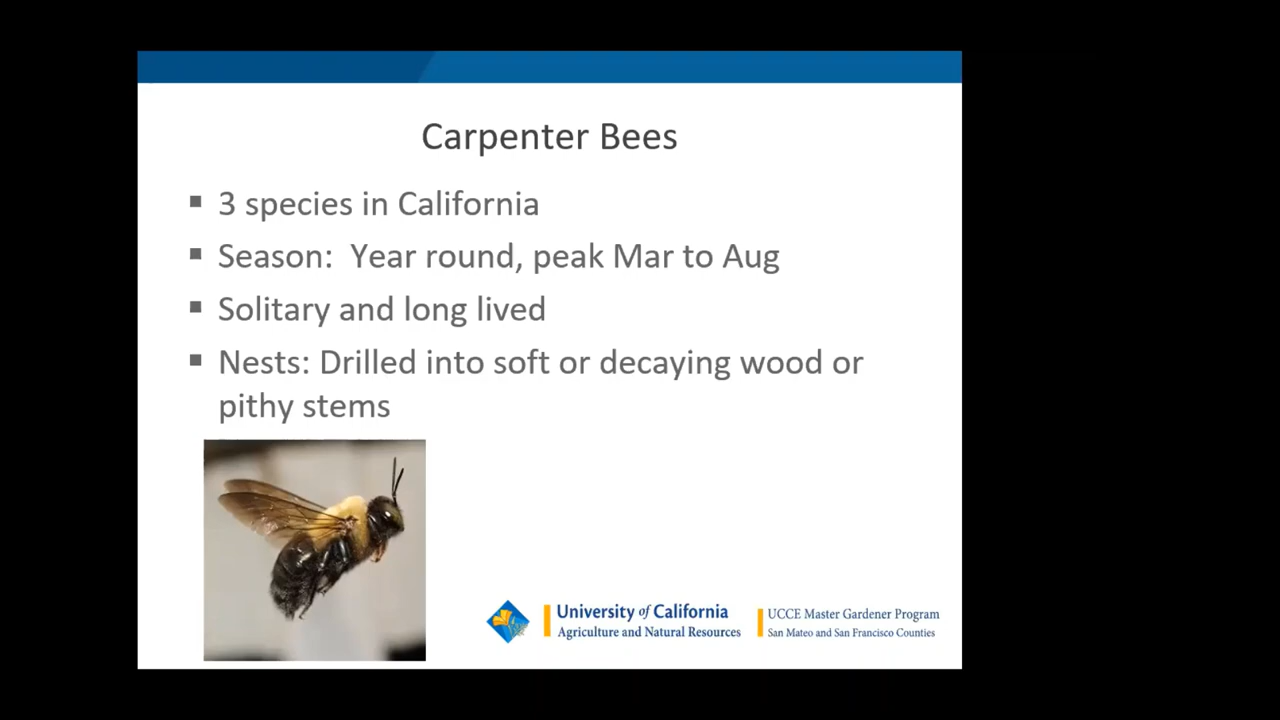 Carpenter Bees
▪ 3 species in California
▪ Season:  Year round, peak Mar to Aug
▪ Solitary and long lived
▪ Nests: Drilled into soft or decaying wood or
pithy stems
University of California
Agriculture and Natural Resources
UCCE Master Gardener Program
San Mateo and San Francisco Counties